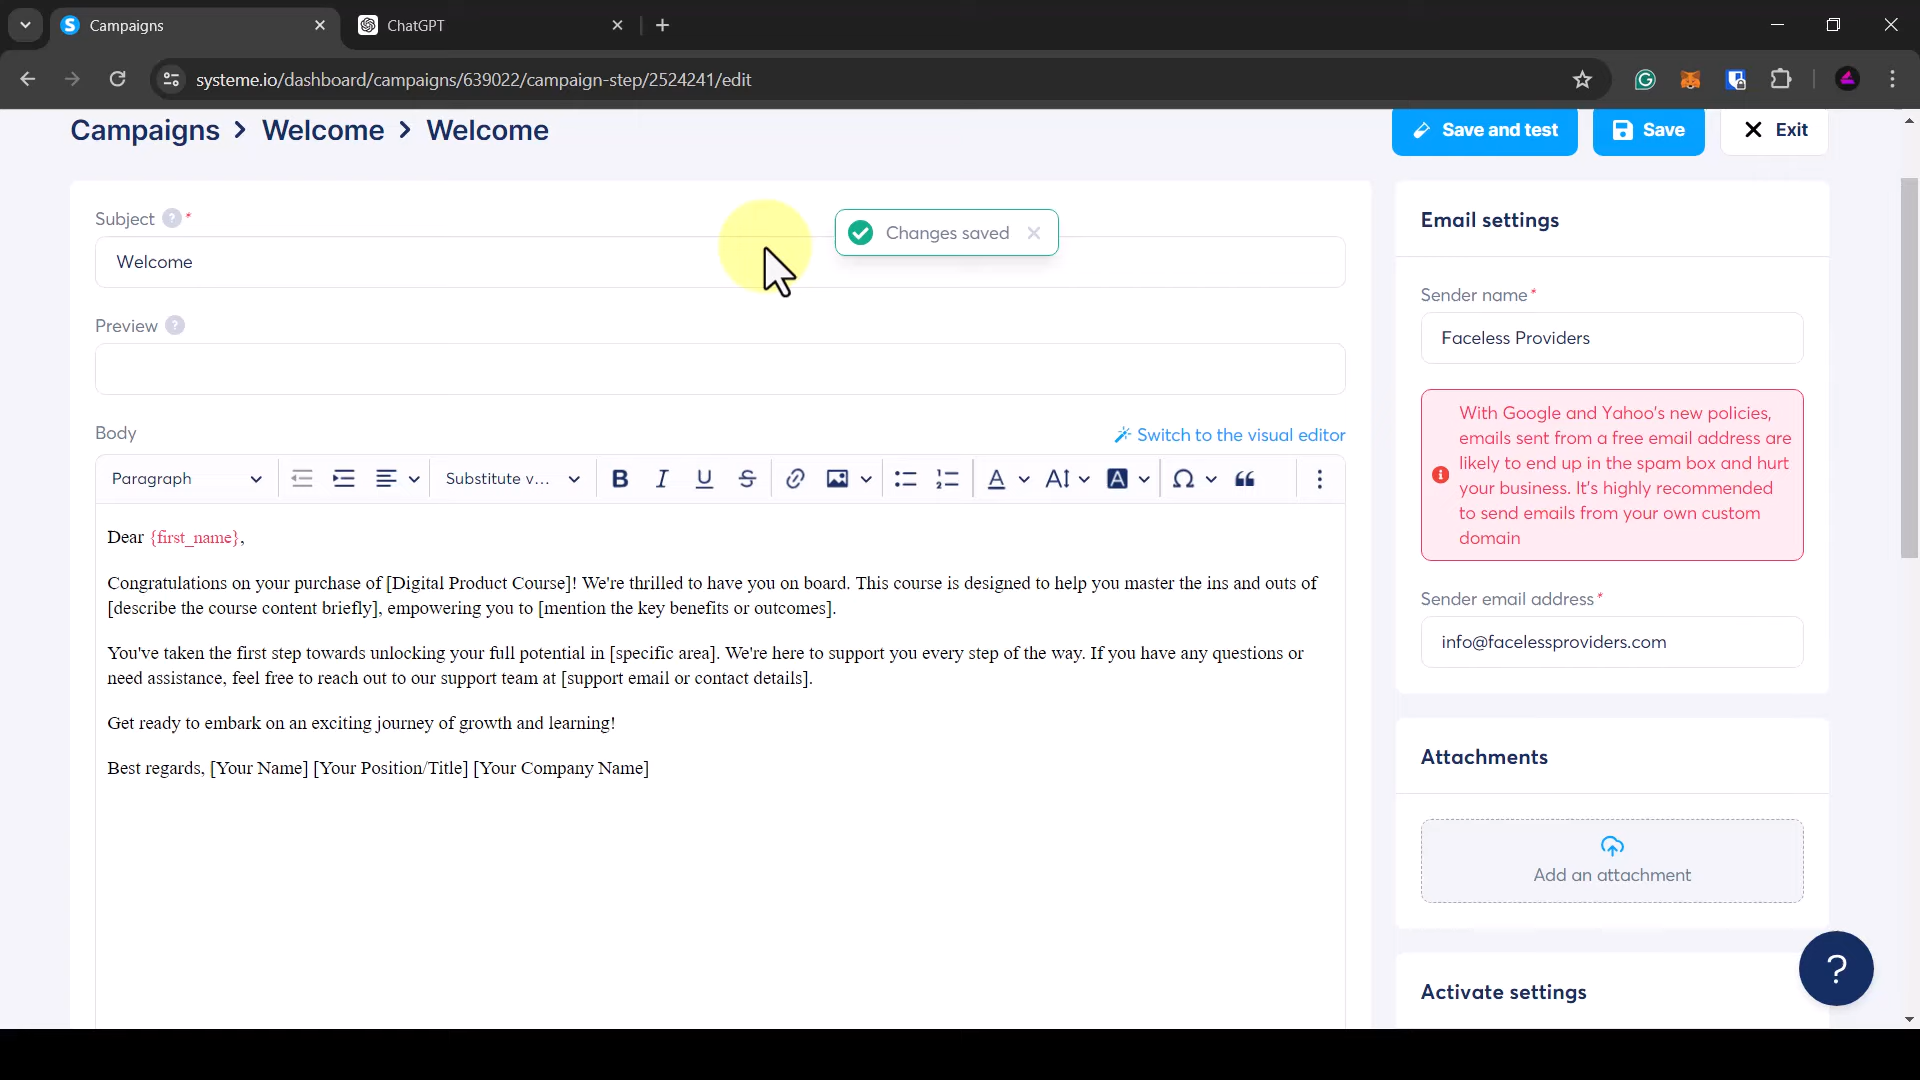 Campaigns
ChatGPT
systeme.io/dashboard/campaigns/639022/campaign-step/2524241/edit
Campaigns > Welcome > Welcome
Save and test
Save
Exit
Subject ? *
Changes saved
Welcome
Preview ?
Body
Switch to the visual editor
Paragraph
Substitute v...
B I U S
Dear {first_name},
Congratulations on your purchase of [Digital Product Course]! We're thrilled to have you on board. This course is designed to help you master the ins and outs of
[describe the course content briefly], empowering you to [mention the key benefits or outcomes].
You've taken the first step towards unlocking your full potential in [specific area]. We're here to support you every step of the way. If you have any questions or
need assistance, feel free to reach out to our support team at [support email or contact details].
Get ready to embark on an exciting journey of growth and learning!
Best regards, [Your Name] [Your Position/Title] [Your Company Name]
Email settings
Sender name*
Faceless Providers
With Google and Yahoo's new policies,
emails sent from a free email address are
likely to end up in the spam box and hurt
your business. It's highly recommended
to send emails from your own custom
domain
Sender email address*
info@facelessproviders.com
Attachments
Add an attachment
Activate settings
?